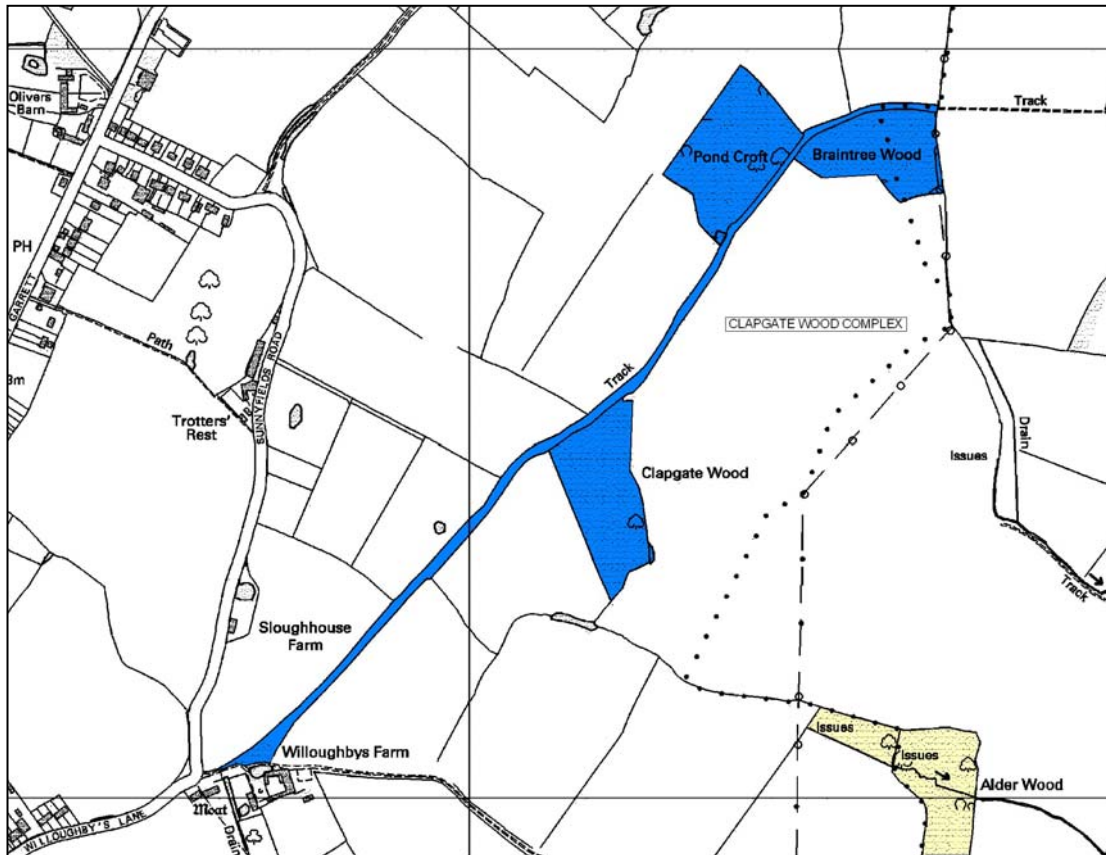 Olivers
Barn
Track
Pond Croft
Braintree Wood
PH
GARRETT
CLAPGATE WOOD COMPLEX
Path
3m
Track
SUNNYFIELDS ROAD
Trotters'
Rest
Drain
Issues
Clapgate Wood
Track
Sloughhouse
Farm
Issues
Issues
Willoughbys Farm
Alder Wood
Moat
WILLOUGHBY'S LANE
Drain